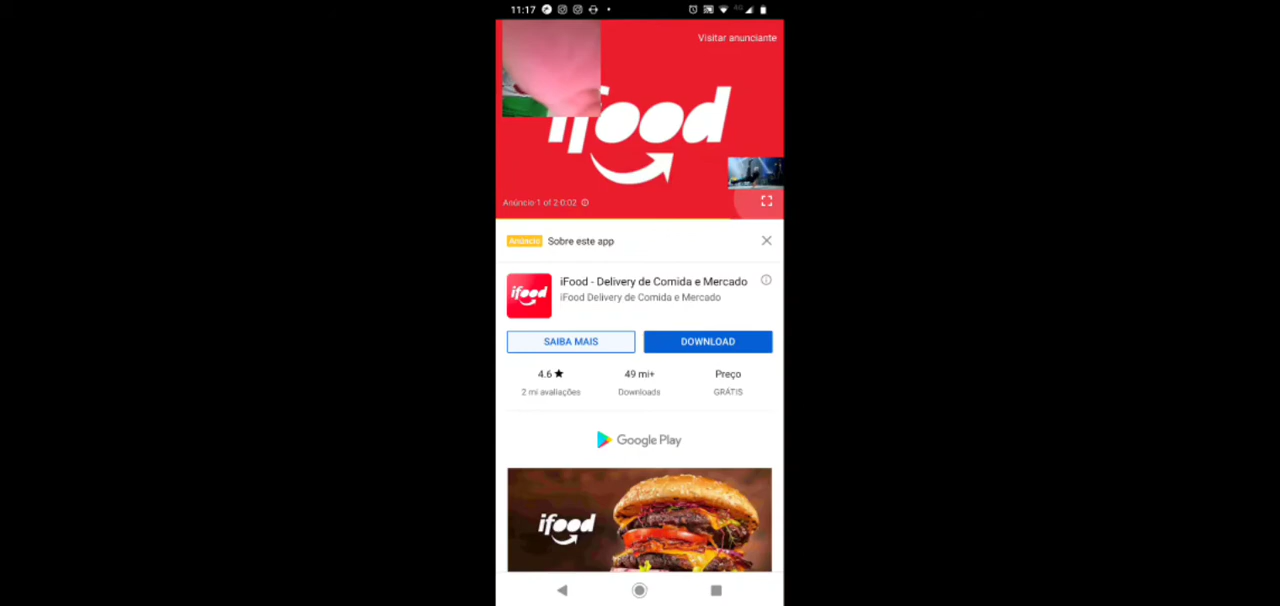 11:17
4G
Visitar anunciante
ifood
Anúncio 1 of 2 0:02
Anúncio Sobre este app
ifood
iFood - Delivery de Comida e Mercado
iFood Delivery de Comida e Mercado
SAIBA MAIS
DOWNLOAD
4.6 ★ 49 mi+ Preço
2 mi avaliações Downloads GRÁTIS
Google Play
ifood